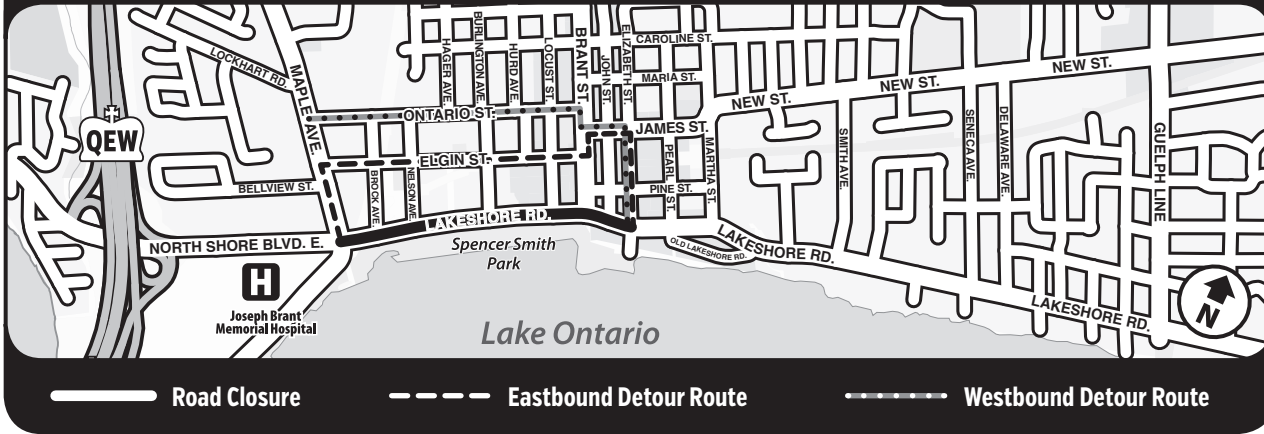 LOCKHART RD.
MAPLE AVE.
HAGER AVE.
BURLINGTON AVE.
HURD AVE.
LOCUST ST.
BRANT ST.
JOHN ST.
ELIZABETH ST.
CAROLINE ST.
MARIA ST.
NEW ST.
NEW ST.
NEW ST.
QEW
ONTARIO ST.
JAMES ST.
ELGIN ST.
BELLVIEW ST.
BROCK AVE.
NELSON AVE.
PEARL ST.
MARTHA ST.
PINE ST.
SMITH AVE.
SENECA AVE.
DELAWARE AVE.
GUELPH LINE
NORTH SHORE BLVD. E.
LAKESHORE RD.
Spencer Smith
Park
OLD LAKESHORE RD.
LAKESHORE RD.
LAKESHORE RD.
H
Joseph Brant
Memorial Hospital
Lake Ontario
N
Road Closure
Eastbound Detour Route
Westbound Detour Route